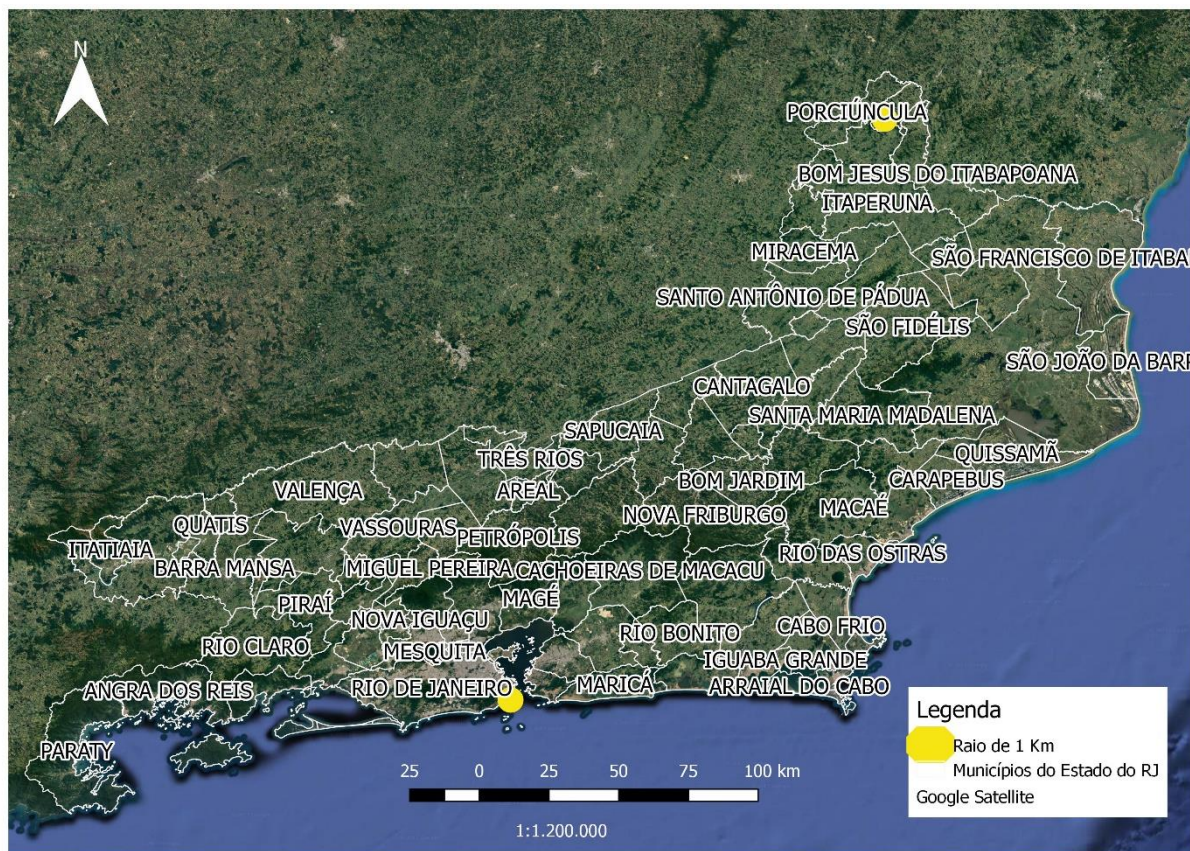 N
PORCIÚNCULA
BOM JESUS DO ITABAPOANA
ITAPERUNA
MIRACEMA
SÃO FRANCISCO DE ITABA
SANTO ANTÔNIO DE PÁDUA
SÃO FIDÉLIS
SÃO JOÃO DA BARR
CANTAGALO
SANTA MARIA MADALENA
SAPUCAIA
QUISSAMÃ
TRÊS RIOS
CARAPEBUS
BOM JARDIM
VALENÇA
AREAL
MACAÉ
NOVA FRIBURGO
QUATIS
VASSOURAS
PETRÓPOLIS
ITATIAIA
RIO DAS OSTRAS
BARRA MANSA
MIGUEL PEREIRA
CACHOEIRAS DE MACACU
PIRAÍ
MAGÉ
NOVA IGUAÇU
CABO FRIO
RIO BONITO
RIO CLARO
MESQUITA
IGUABA GRANDE
ANGRA DOS REIS
RIO DE JANEIRO
MARICÁ
ARRAIAL DO CABO
PARATY
Legenda
Raio de 1 Km
Municípios do Estado do RJ
Google Satellite
25 0 25 50 75 100 km
1:1.200.000